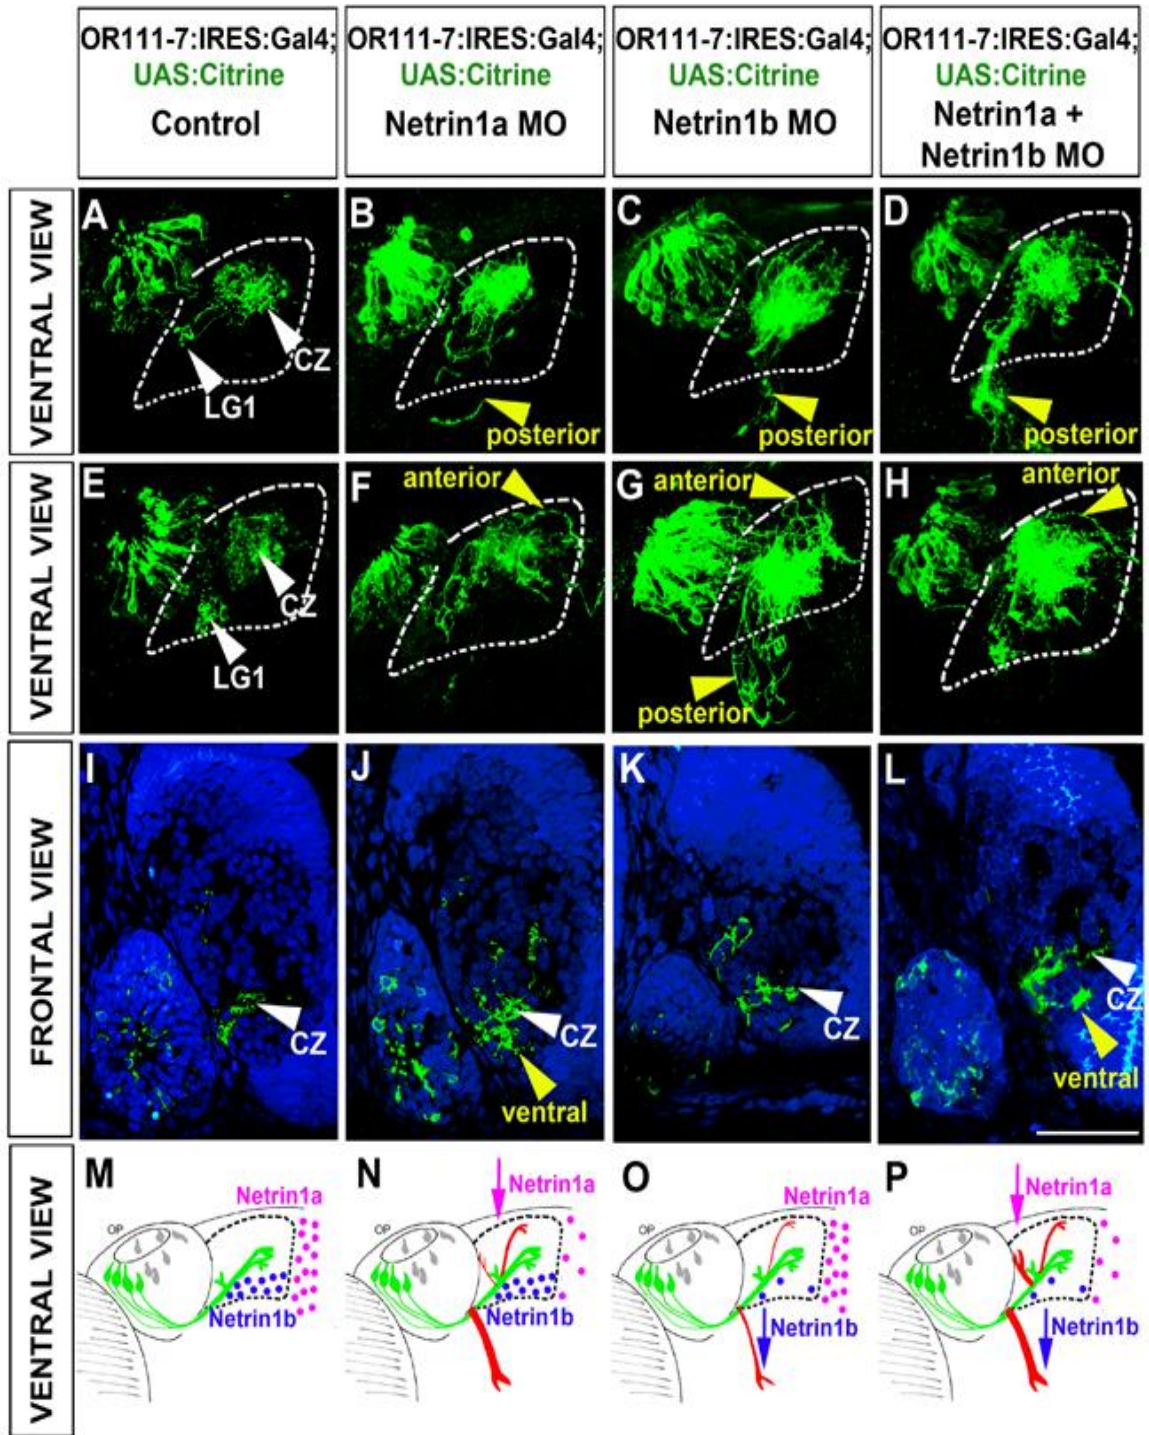 OR111-7:IRES:Gal4;
UAS:Citrine
Control
OR111-7:IRES:Gal4;
UAS:Citrine
Netrin1a MO
OR111-7:IRES:Gal4;
UAS:Citrine
Netrin1b MO
OR111-7:IRES:Gal4;
UAS:Citrine
Netrin1a +
Netrin1b MO
VENTRAL VIEW
A
CZ
LG1
B
posterior
C
posterior
D
posterior
VENTRAL VIEW
E
CZ
LG1
F
anterior
G
anterior
posterior
H
anterior
FRONTAL VIEW
I
CZ
J
CZ
ventral
K
CZ
L
CZ
ventral
VENTRAL VIEW
M
Netrin1a
OP
Netrin1b
N
Netrin1a
OP
Netrin1b
O
Netrin1a
OP
Netrin1b
P
Netrin1a
OP
Netrin1b